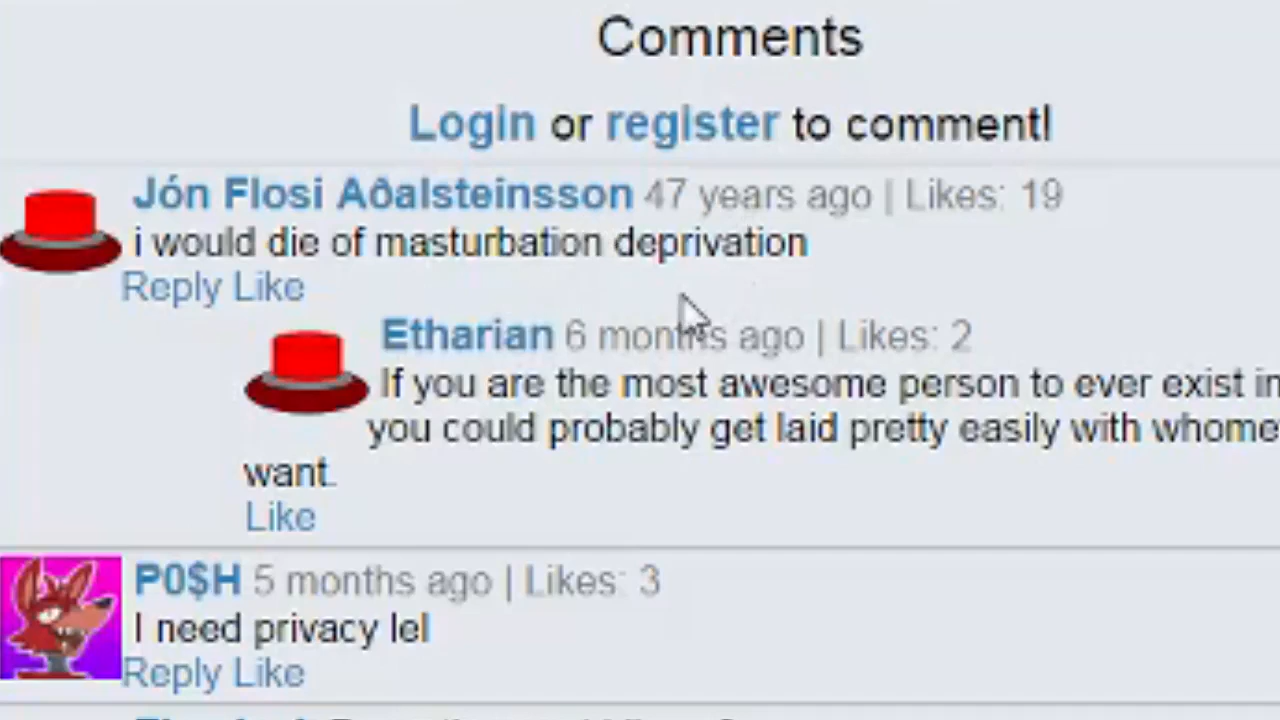 Comments
Login or register to comment!
Jón Flosi Aðalsteinsson 47 years ago | Likes: 19
i would die of masturbation deprivation
Reply Like
Etharian 6 months ago | Likes: 2
If you are the most awesome person to ever exist in
you could probably get laid pretty easily with whome
want.
Like
P0$H 5 months ago | Likes: 3
I need privacy lel
Reply Like